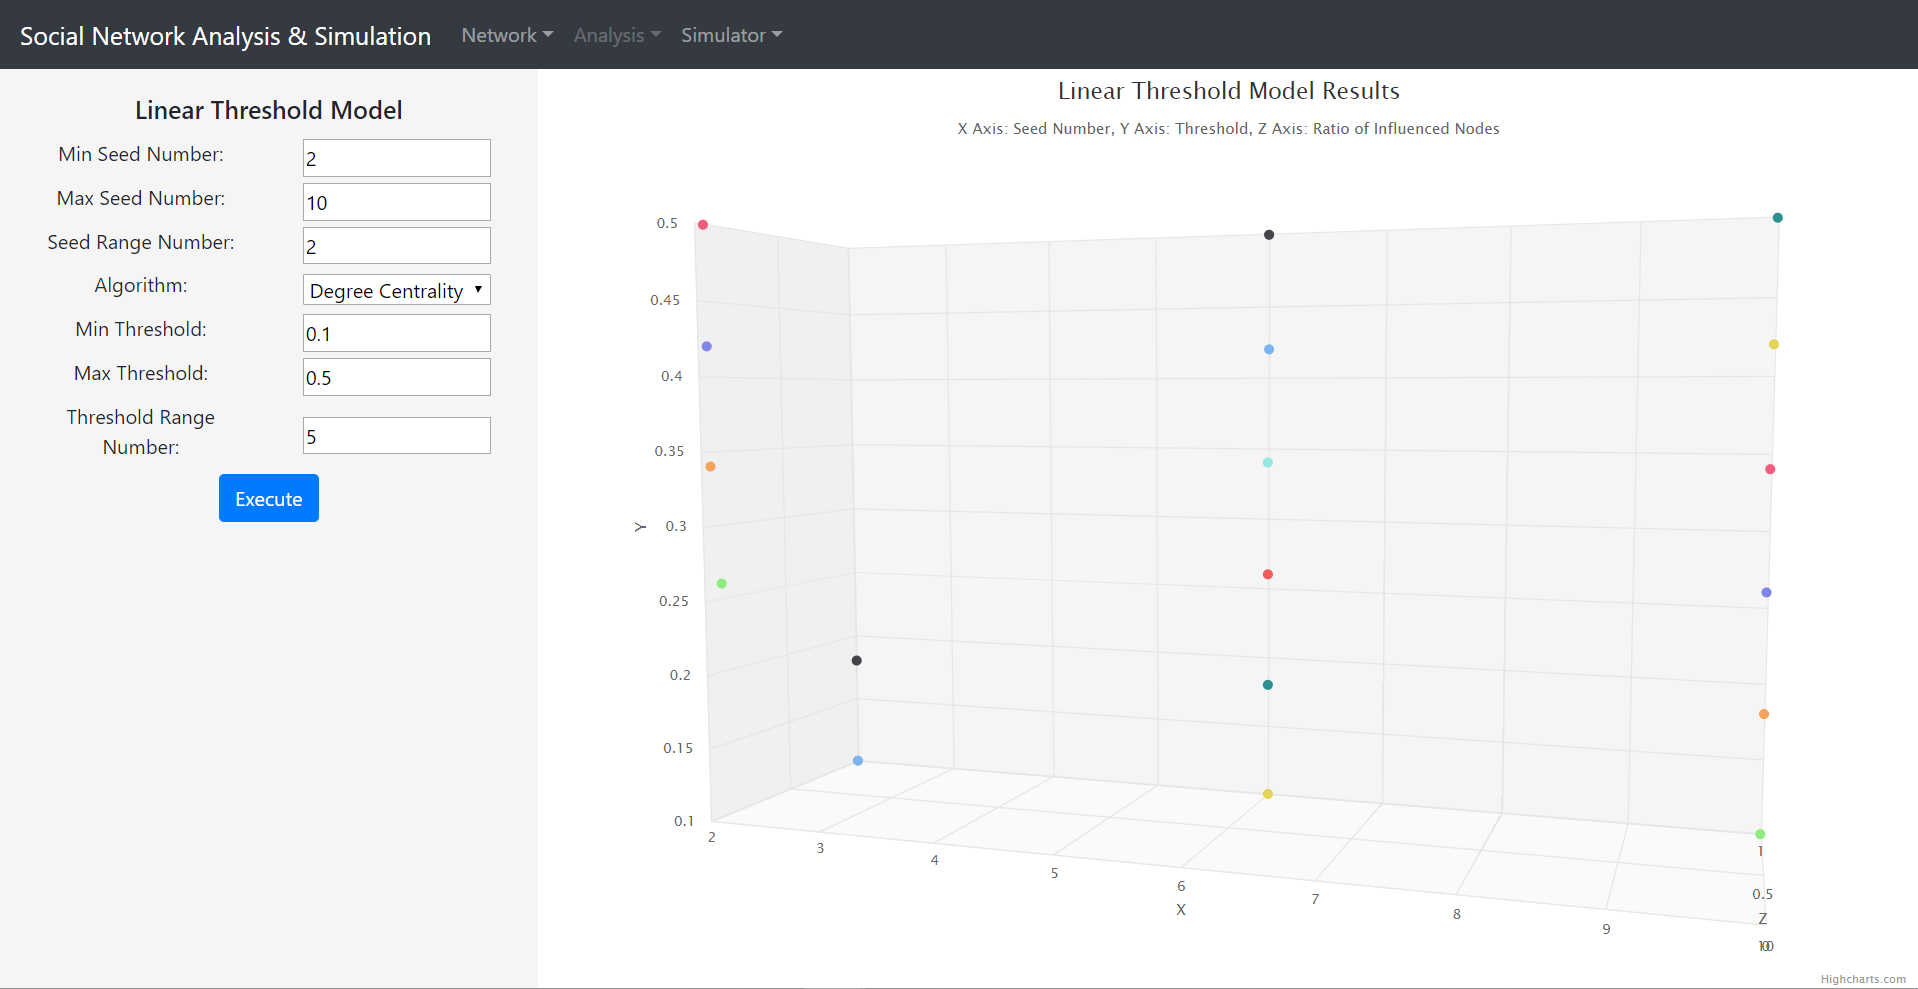 Social Network Analysis & Simulation
Network Analysis Simulator
Linear Threshold Model
Min Seed Number: 2
Max Seed Number: 10
Seed Range Number: 2
Algorithm: Degree Centrality
Min Threshold: 0.1
Max Threshold: 0.5
Threshold Range
Number: 5
Execute
Linear Threshold Model Results
X Axis: Seed Number, Y Axis: Threshold, Z Axis: Ratio of Influenced Nodes
0.5
0.45
0.4
0.35
Y 0.3
0.25
0.2
0.15
0.1
2 3 4 5 6 7 8 9 10
X
1
0.5
Z
0
Highcharts.com